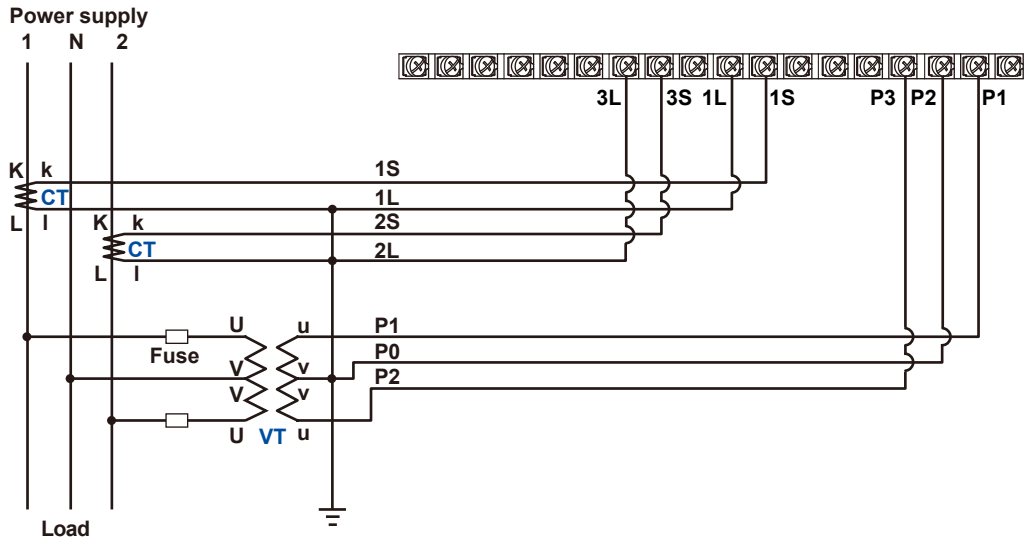 Power supply
1 N 2
3L 3S 1L 1S P3 P2 P1
K k 1S
CT
1L
L l K k 2S
CT
2L
L l
U u P1
Fuse
P0
V v
P2
V v
U VT u
Load